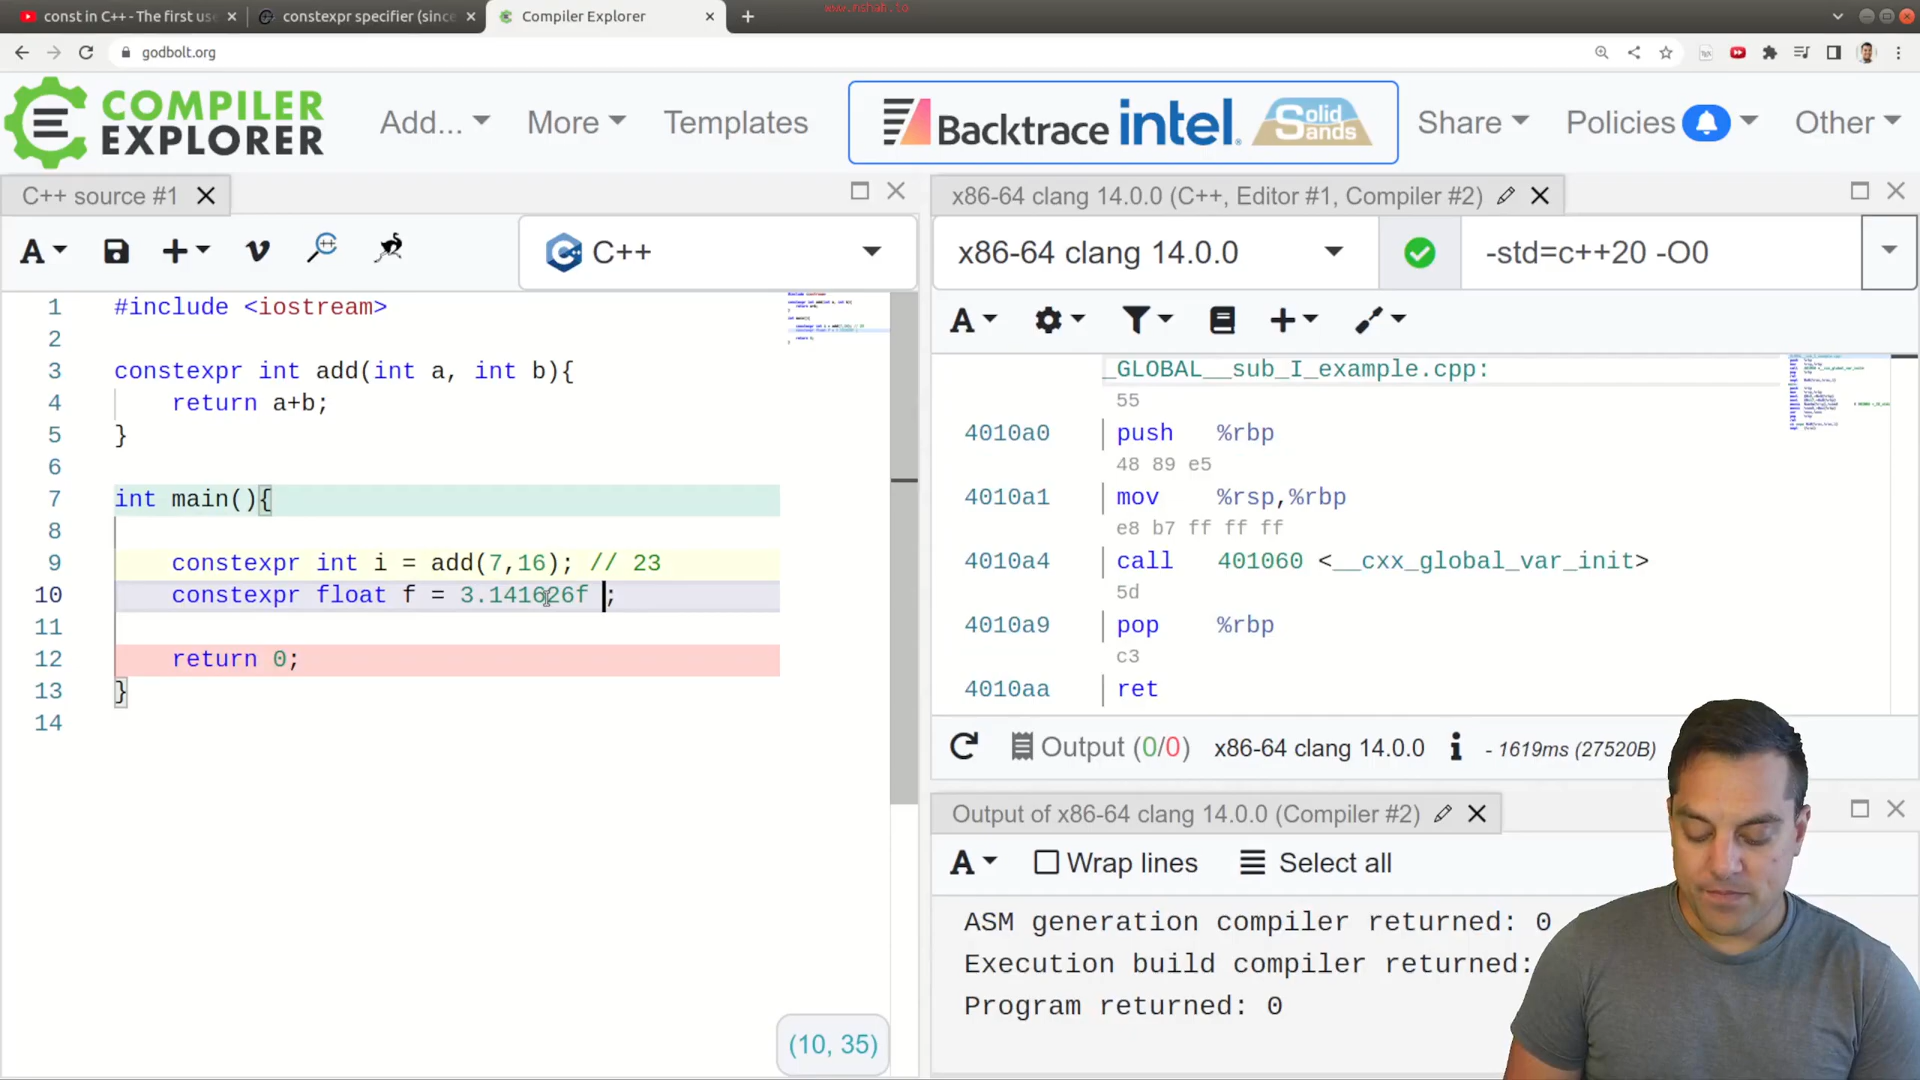 const in C++ - The first us
constexpr specifier (since
Compiler Explorer
www.mshah.io
godbolt.org
COMPILER
EXPLORER
Add...
More
Templates
Backtrace
intel.
Solid
Sands
Share
Policies
Other
C++ source #1
A
C++
1 #include <iostream>
2
3 constexpr int add(int a, int b){
4 return a+b;
5 }
6
7 int main(){
8
9 constexpr int i = add(7,16); // 23
10 constexpr float f = 3.141626f ;
11
12 return 0;
13 }
14
(10, 35)
x86-64 clang 14.0.0 (C++, Editor #1, Compiler #2)
x86-64 clang 14.0.0
-std=c++20 -O0
A
_GLOBAL__sub_I_example.cpp:
55
4010a0 push %rbp
48 89 e5
4010a1 mov %rsp,%rbp
e8 b7 ff ff ff
4010a4 call 401060 <__cxx_global_var_init>
5d
4010a9 pop %rbp
c3
4010aa ret
Output (0/0) x86-64 clang 14.0.0 - 1619ms (27520B)
Output of x86-64 clang 14.0.0 (Compiler #2)
A Wrap lines Select all
ASM generation compiler returned: 0
Execution build compiler returned:
Program returned: 0